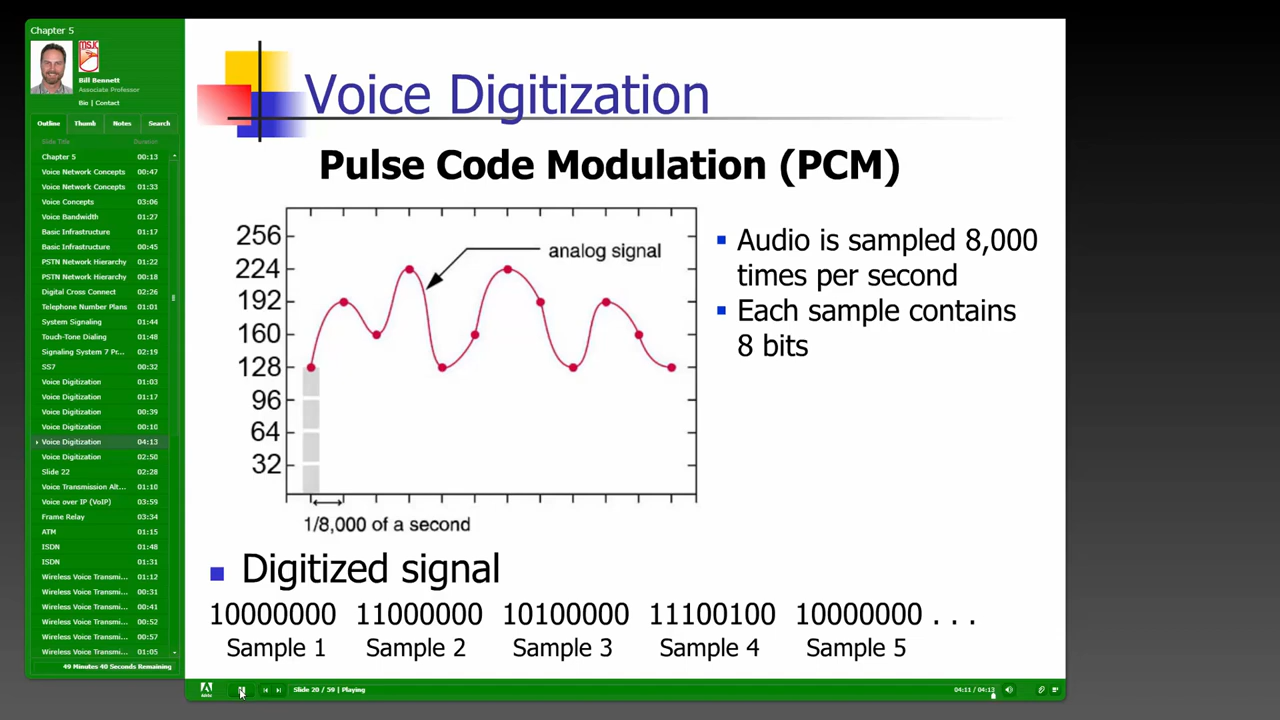 Chapter 5
Bill Bennett
Associate Professor
Bio | Contact
Outline Thumb Notes Search
Slide Title Duration
Chapter 5 00:13
Voice Network Concepts 00:47
Voice Network Concepts 01:33
Voice Concepts 03:06
Voice Bandwidth 01:27
Basic Infrastructure 01:17
Basic Infrastructure 00:45
PSTN Network Hierarchy 01:22
PSTN Network Hierarchy 00:18
Digital Cross Connect 02:26
Telephone Number Plans 01:01
System Signaling 01:44
Touch-Tone Dialing 01:48
Signaling System 7 Pr... 02:19
SS7 00:32
Voice Digitization 01:03
Voice Digitization 01:17
Voice Digitization 00:39
Voice Digitization 00:10
Voice Digitization 04:13
Voice Digitization 02:50
Slide 22 02:28
Voice Transmission Alt... 01:10
Voice over IP (VoIP) 03:59
Frame Relay 03:34
ATM 01:15
ISDN 01:48
ISDN 01:31
Wireless Voice Transmi... 01:12
Wireless Voice Transmi... 00:31
Wireless Voice Transmi... 00:41
Wireless Voice Transmi... 00:52
Wireless Voice Transmi... 00:57
Wireless Voice Transmi... 01:05
49 Minutes 40 Seconds Remaining
Voice Digitization
Pulse Code Modulation (PCM)
256
224
192
160
128
96
64
32
analog signal
1/8,000 of a second
Audio is sampled 8,000
times per second
Each sample contains
8 bits
Digitized signal
10000000 11000000 10100000 11100100 10000000 . . .
Sample 1 Sample 2 Sample 3 Sample 4 Sample 5
Slide 20 / 59 | Playing
04:11 / 04:13